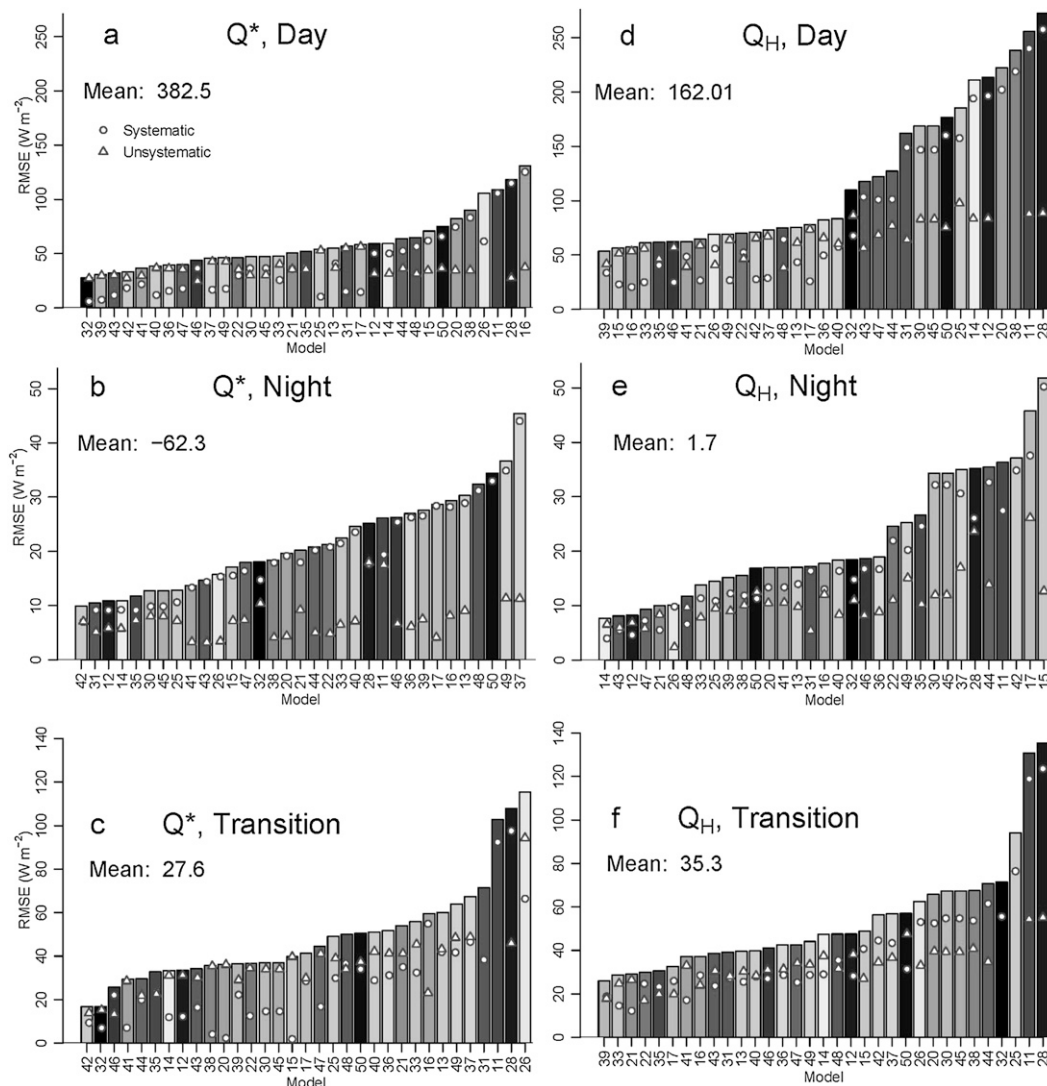 a Q*, Day
Mean: 382.5
Systematic
Unsystematic
RMSE (W m⁻²)
250
200
150
100
50
0
32 39 43 42 41 40 36 47 46 37 49 22 30 45 33 21 35 25 13 31 17 12 14 44 48 15 50 20 38 26 11 28 16
Model
d Q_H, Day
Mean: 162.01
250
200
150
100
50
0
39 15 16 33 35 46 41 21 26 49 22 42 37 48 13 17 36 40 32 43 47 44 31 30 45 50 25 14 12 20 38 11 28
Model
b Q*, Night
Mean: −62.3
RMSE (W m⁻²)
50
40
30
20
10
0
42 31 12 14 35 30 45 25 41 43 26 15 47 32 38 20 21 44 22 33 40 28 11 46 36 39 17 16 13 48 50 49 37
Model
e Q_H, Night
Mean: 1.7
50
40
30
20
10
0
14 43 12 47 21 26 48 33 25 39 38 50 20 41 13 31 16 40 32 46 36 22 49 35 30 45 37 28 44 11 42 17 15
Model
c Q*, Transition
Mean: 27.6
RMSE (W m⁻²)
140
120
100
80
60
40
20
0
42 32 46 41 44 35 14 12 43 38 20 39 22 30 45 15 17 47 25 48 50 40 36 21 33 16 13 49 37 31 11 28 26
Model
f Q_H, Transition
Mean: 35.3
140
120
100
80
60
40
20
0
39 33 21 22 35 17 41 16 43 31 13 40 46 36 47 49 14 48 12 15 42 37 50 26 20 30 45 38 44 32 25 11 28
Model